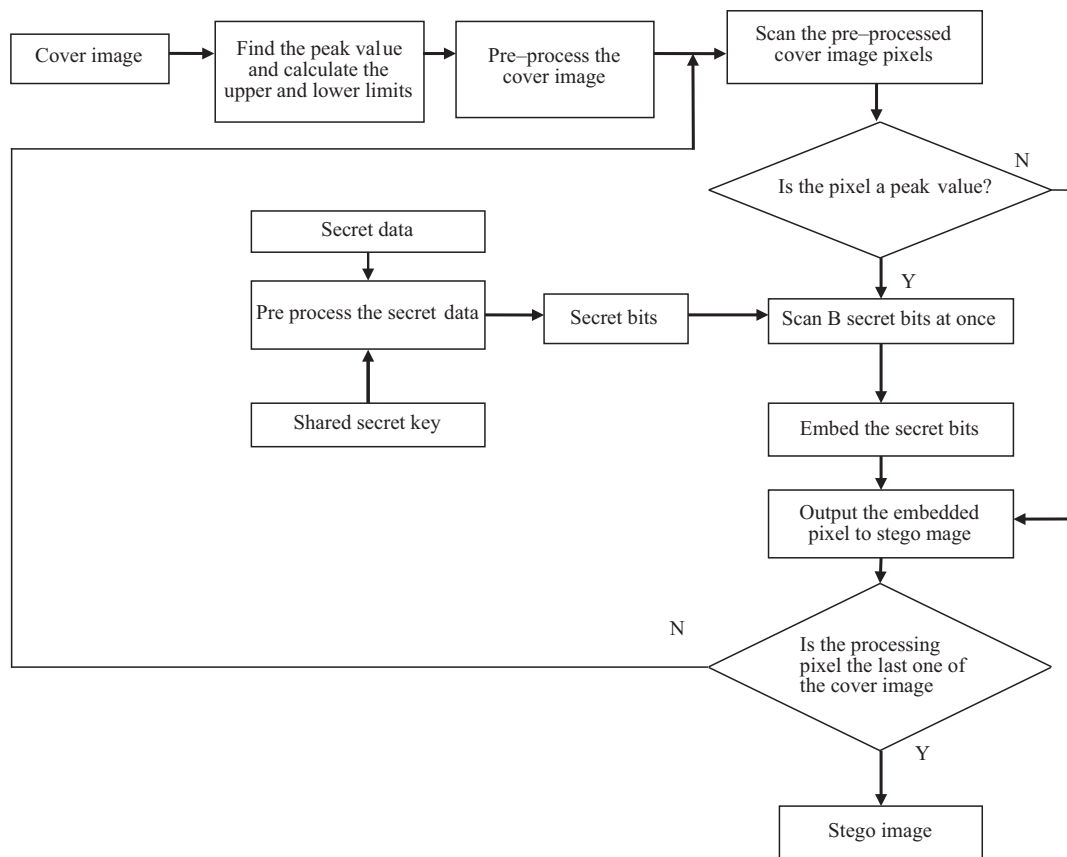 Cover image
Find the peak value
and calculate the
upper and lower limits
Pre–process the
cover image
Scan the pre–processed
cover image pixels
Is the pixel a peak value?
N
Y
Secret data
Pre process the secret data
Shared secret key
Secret bits
Scan B secret bits at once
Embed the secret bits
Output the embedded
pixel to stego mage
Is the processing
pixel the last one of
the cover image
N
Y
Stego image